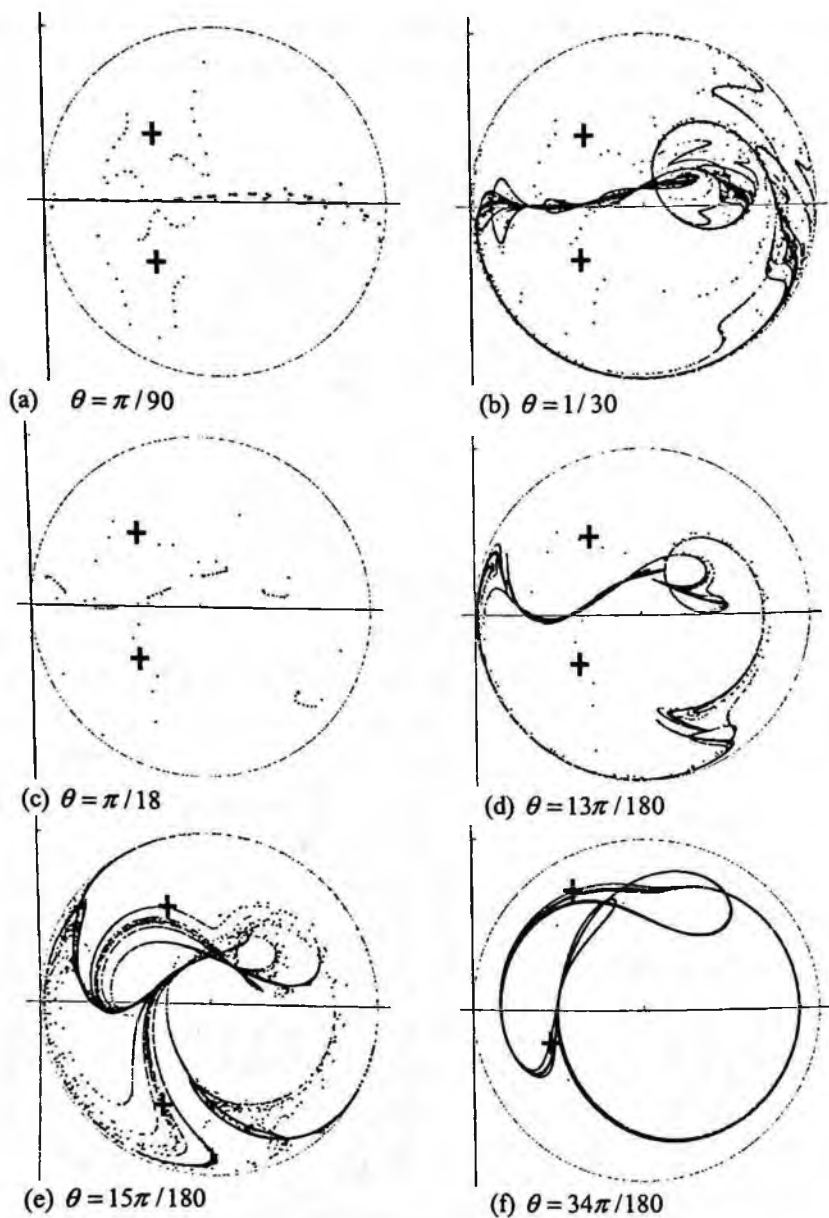 (a) θ = π / 90
(b) θ = 1 / 30
(c) θ = π / 18
(d) θ = 13π / 180
(e) θ = 15π / 180
(f) θ = 34π / 180